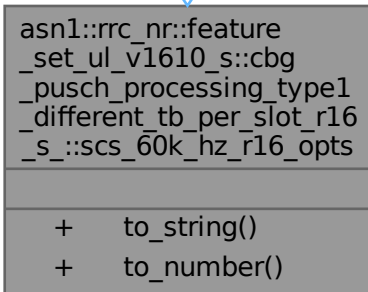 asn1::rrc_nr::feature
_set_ul_v1610_s::cbg
_pusch_processing_type1
_different_tb_per_slot_r16
_s_::scs_60k_hz_r16_opts
+ to_string()
+ to_number()